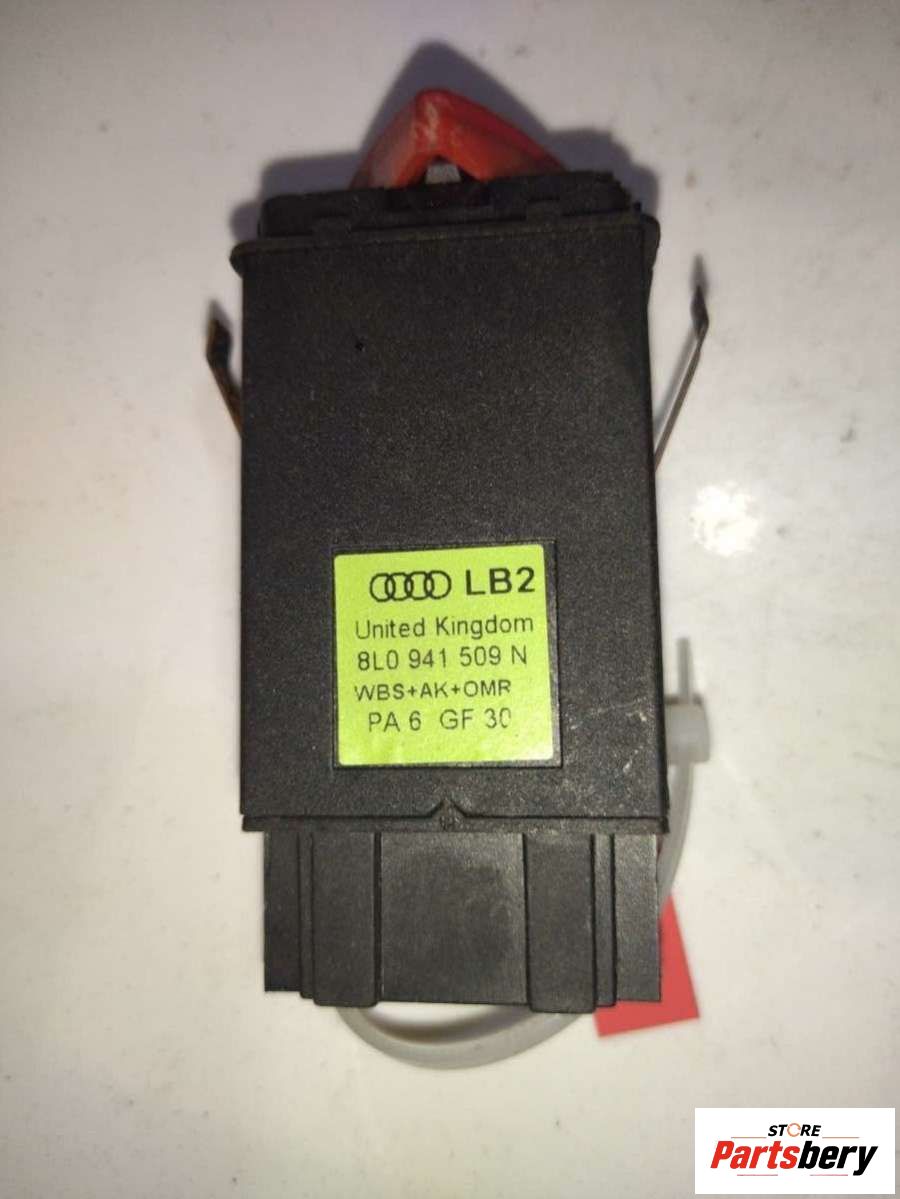 LB2
United Kingdom
8L0 941 509 N
WBS+AK+OMR
PA 6 GF 30
STORE
Partsbery